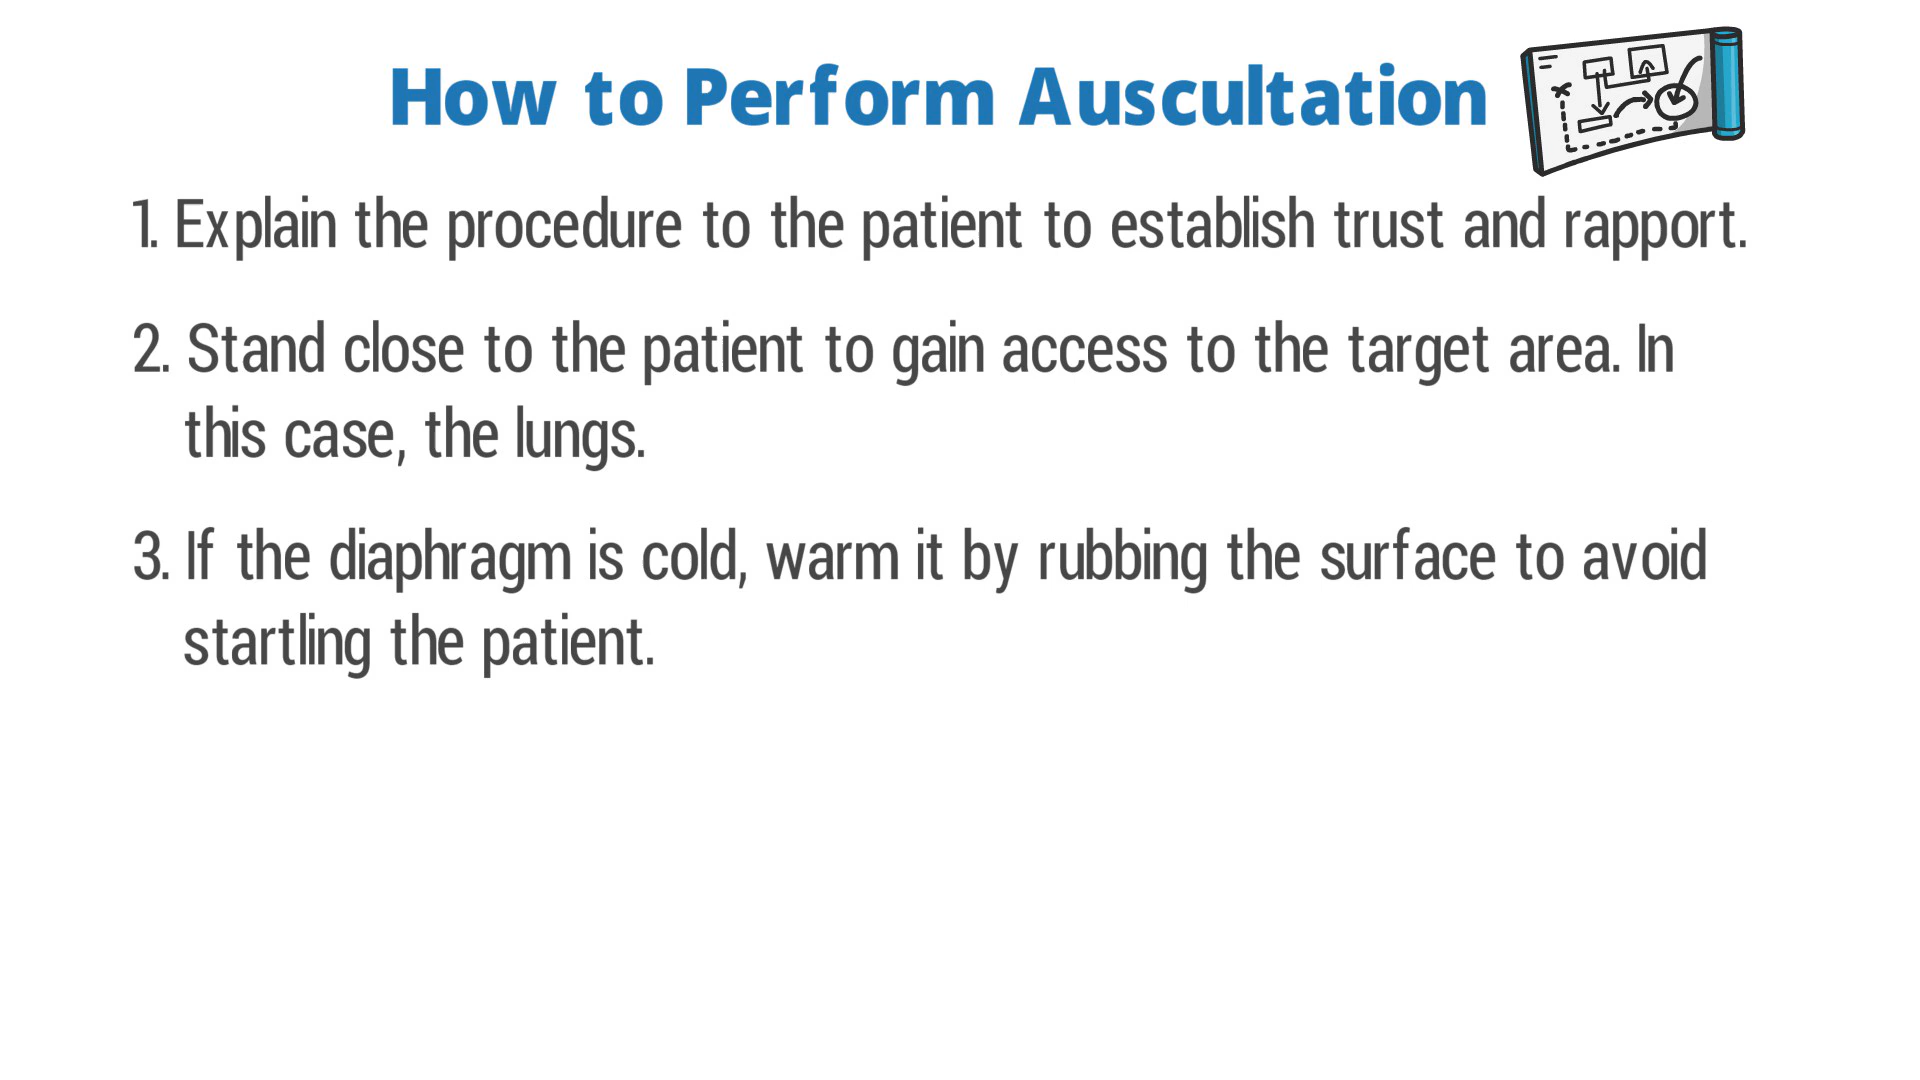 How to Perform Auscultation
1. Explain the procedure to the patient to establish trust and rapport.
2. Stand close to the patient to gain access to the target area. In
this case, the lungs.
3. If the diaphragm is cold, warm it by rubbing the surface to avoid
startling the patient.